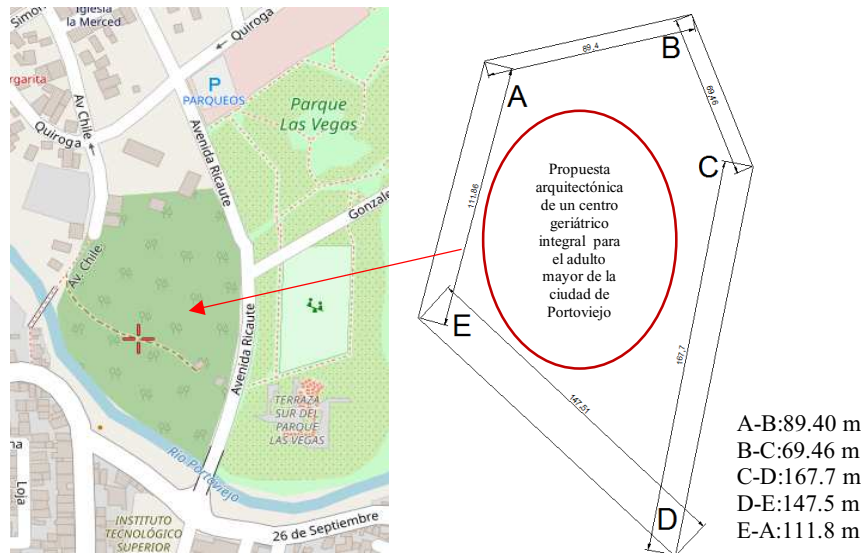 Simon
Iglesia
la Merced
Quiroga
P
PARQUEOS
Parque
Las Vegas
Av Chile
Quiroga
Avenida Ricaute
Gonzale
Av. Chile
Avenida Ricaute
TERRAZA
SUR DEL
PARQUE
LAS VEGAS
Río Portoviejo
Loja
INSTITUTO
TECNOLÓGICO
SUPERIOR
26 de Septiembre
B
89,4
A
69,46
C
111,86
Propuesta
arquitectónica
de un centro
geriátrico
integral para
el adulto
mayor de la
ciudad de
Portoviejo
E
167,7
147,51
D
A-B:89.40 m
B-C:69.46 m
C-D:167.7 m
D-E:147.5 m
E-A:111.8 m